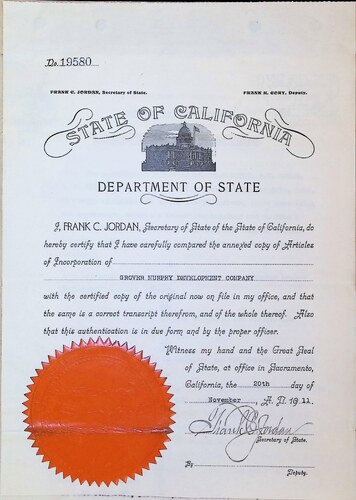 No. 19580
FRANK C. JORDAN, Secretary of State. FRANK H. CORY, Deputy.
STATE OF CALIFORNIA
DEPARTMENT OF STATE
I, FRANK C. JORDAN, Secretary of State of the State of California, do
hereby certify that I have carefully compared the annexed copy of Articles
of Incorporation of
GROVER MURPHY DEVELOPMENT COMPANY
with the certified copy of the original now on file in my office, and that
the same is a correct transcript therefrom, and of the whole thereof. Also
that this authentication is in due form and by the proper officer.
Witness my hand and the Great Seal
of State, at office in Sacramento,
California, the 20th day of
November, A. D. 1911.
Frank C. Jordan
Secretary of State.
By
Deputy.